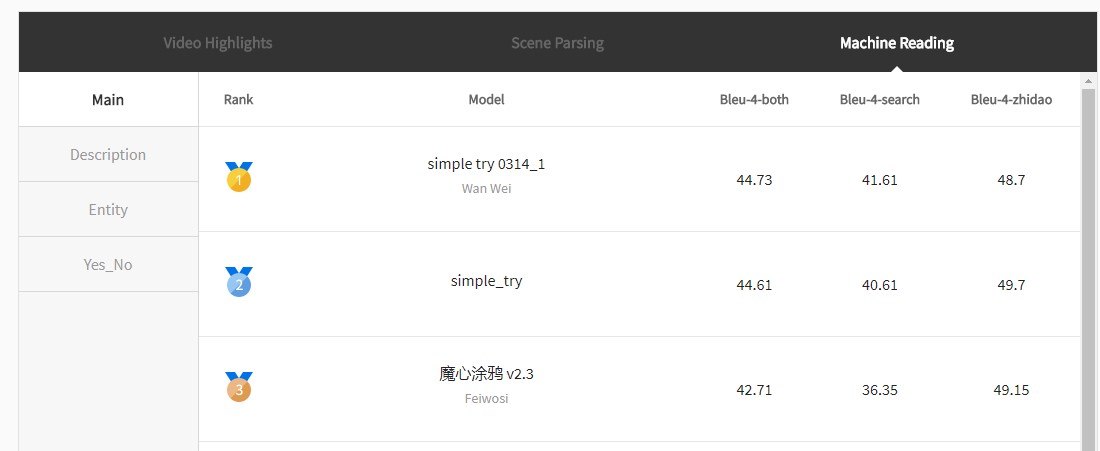 Video Highlights Scene Parsing Machine Reading
Main Rank Model Bleu-4-both Bleu-4-search Bleu-4-zhidao
Description
Entity
Yes_No
1 simple try 0314_1 44.73 41.61 48.7
Wan Wei
2 simple_try 44.61 40.61 49.7
3 魔心涂鸦 v2.3 42.71 36.35 49.15
Feiwosi